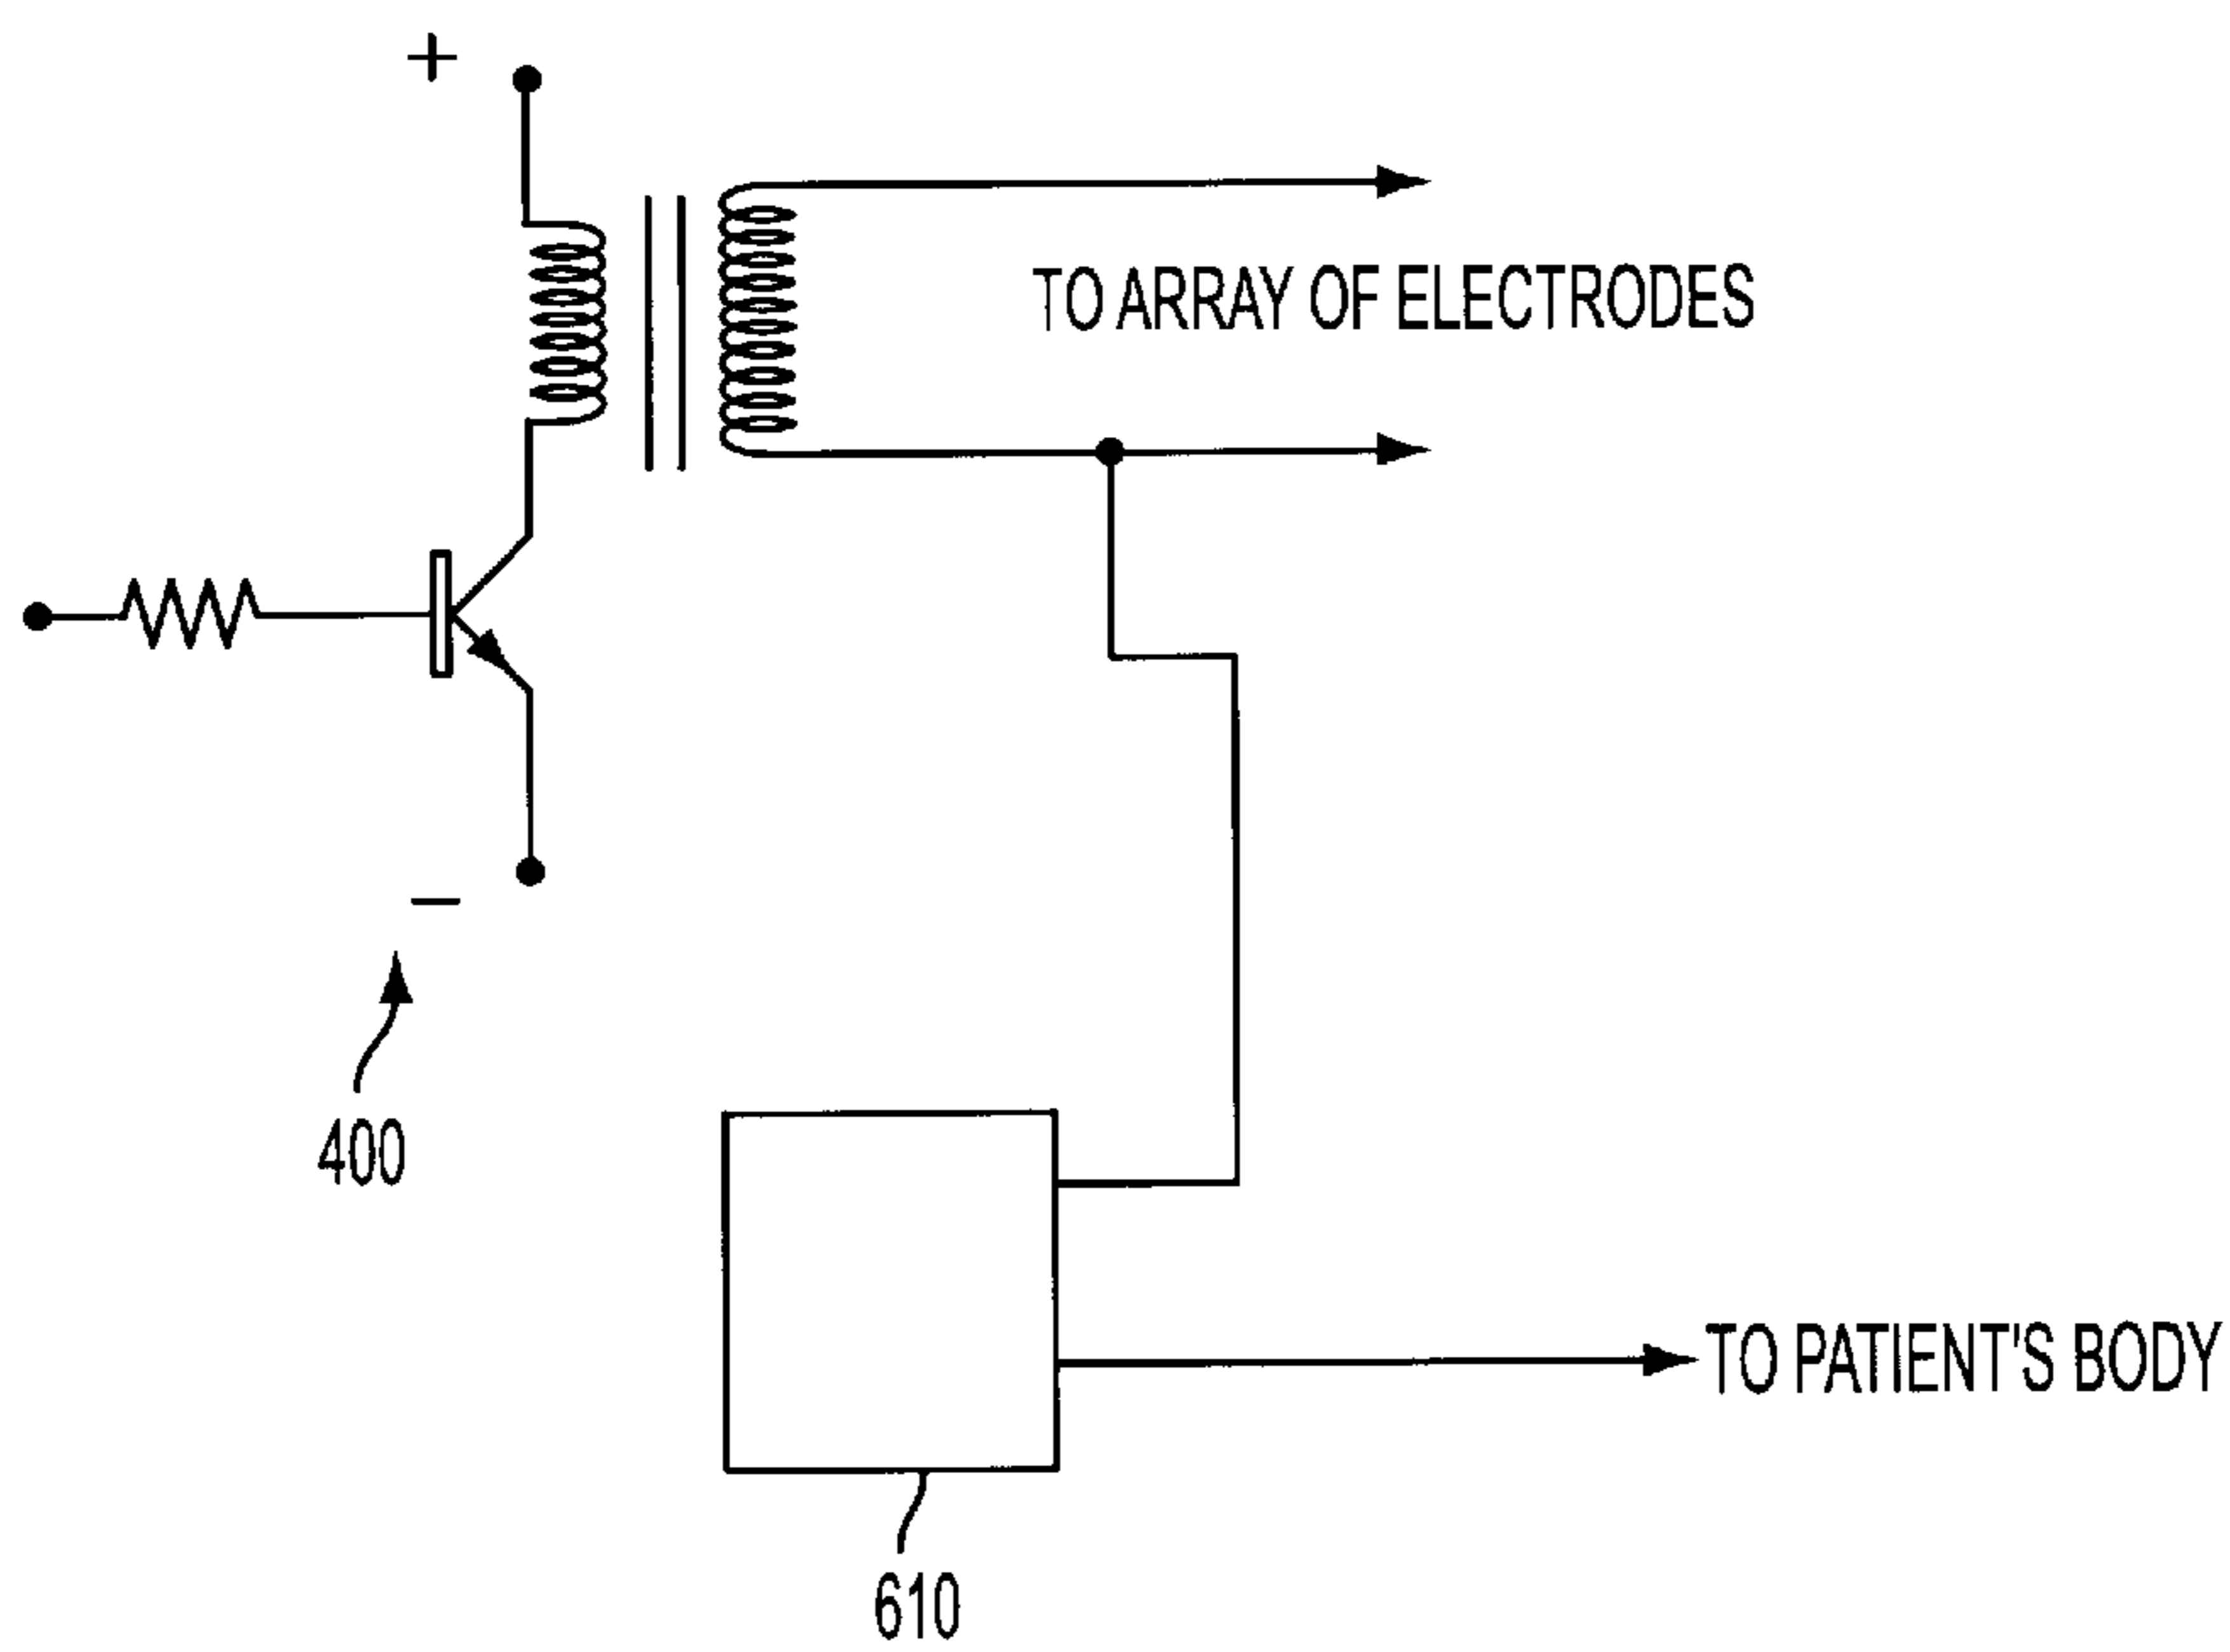 +
TO ARRAY OF ELECTRODES
−
400
TO PATIENT'S BODY
610